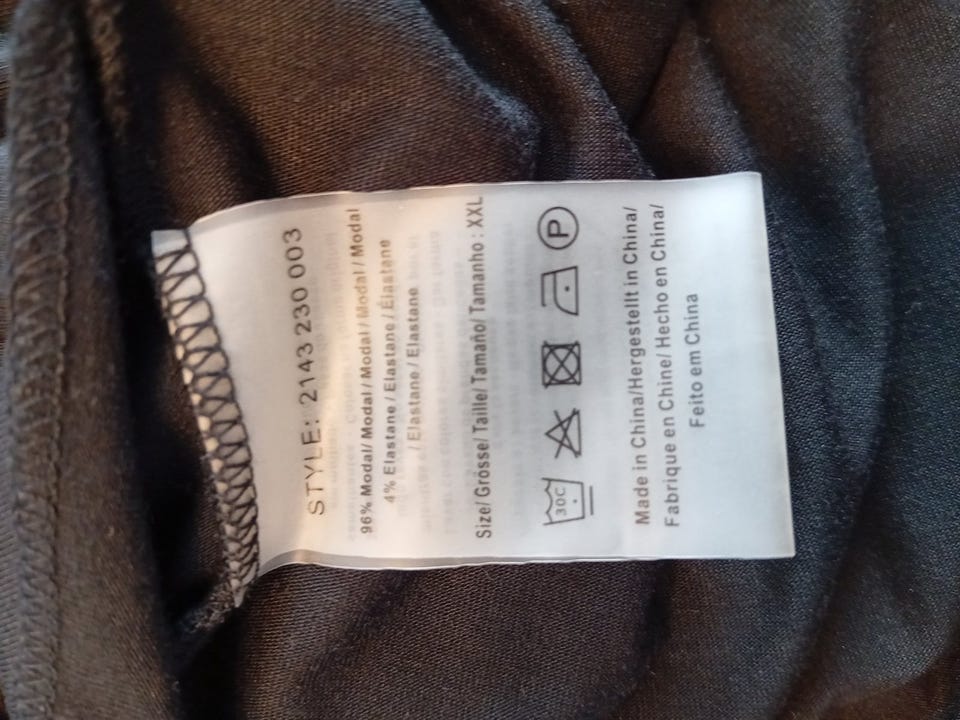 STYLE: 2143 230 003
96% Modal/ Modal / Modal / Modal / Modal
4% Elastane / Elastane / Élastane
/ Elastane / Elastane
Size/ Grösse/ Taille/ Tamaño/ Tamanho : XXL
30C P
Made in China/Hergestellt in China/
Fabrique en Chine/ Hecho en China/
Feito em China